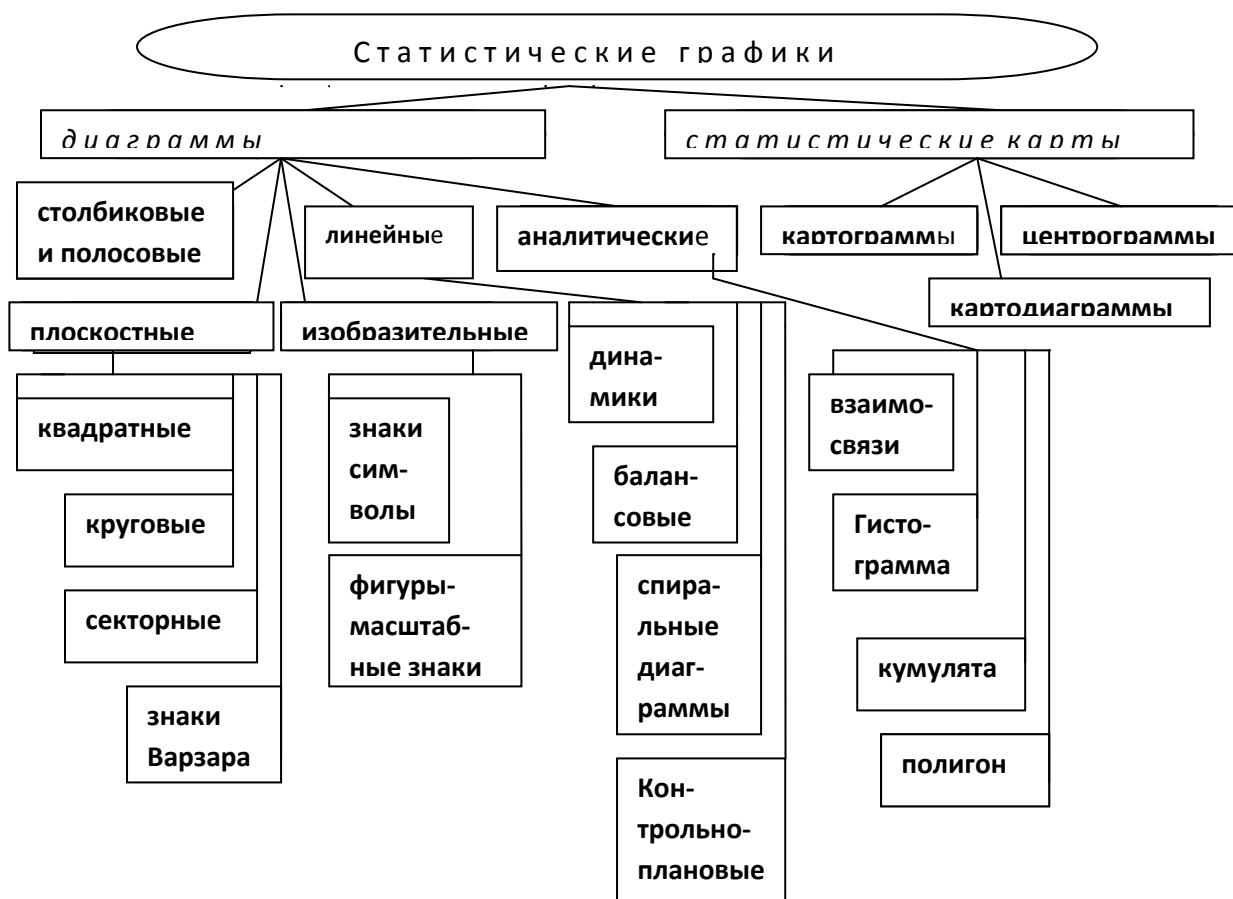 Статистические графики
диаграммы
статистические карты
столбиковые
и полосовые
линейные
аналитические
картограммы
центрограммы
картодиаграммы
плоскостные
изобразительные
квадратные
круговые
секторные
знаки
Варзара
знаки
сим-
волы
фигуры-
масштаб-
ные знаки
дина-
мики
балан-
совые
спира-
льные
диаг-
раммы
Кон-
трольно-
плановые
взаимо-
связи
Гисто-
грамма
кумулята
полигон